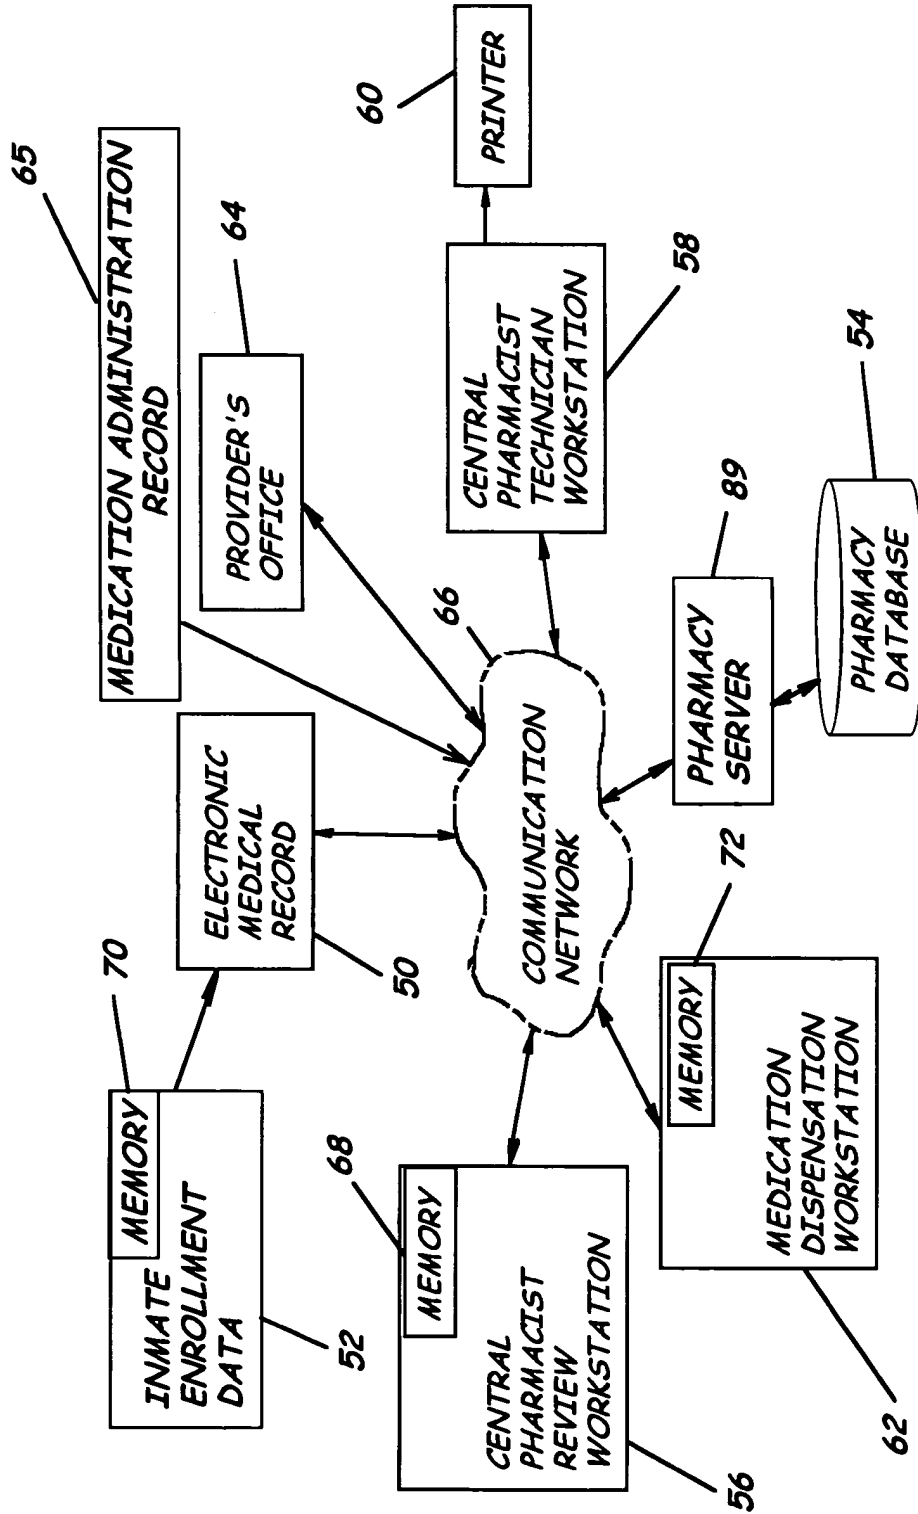 70
MEMORY
INMATE
ENROLLMENT
DATA
52
ELECTRONIC
MEDICAL
RECORD
50
65
MEDICATION ADMINISTRATION
RECORD
64
PROVIDER'S
OFFICE
68
MEMORY
CENTRAL
PHARMACIST
REVIEW
WORKSTATION
56
66
COMMUNICATION
NETWORK
60
PRINTER
CENTRAL
PHARMACIST
TECHNICIAN
WORKSTATION
58
72
MEMORY
MEDICATION
DISPENSATION
WORKSTATION
62
89
PHARMACY
SERVER
54
PHARMACY
DATABASE